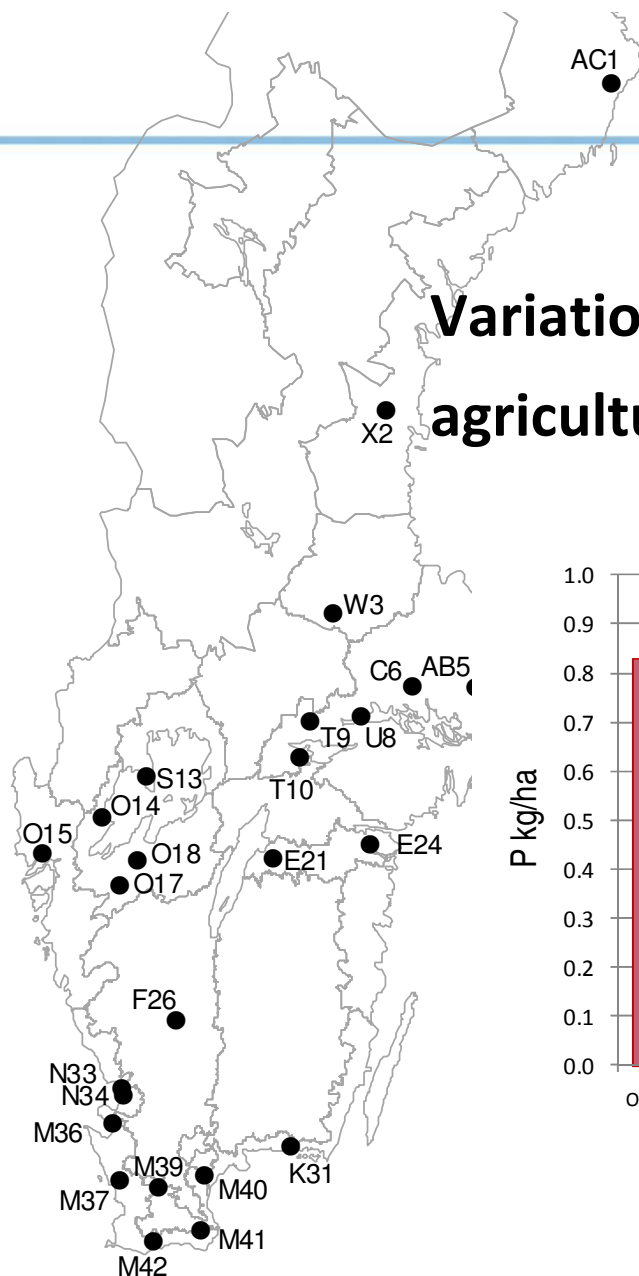 AC1
Variatio
agricultu
X2
W3
C6 AB5
T9 U8
T10
S13
O14
O15
O18
O17
E21
E24
F26
N33
N34
M36
K31
M39
M40
M37
M41
M42
P kg/ha
1.0
0.9
0.8
0.7
0.6
0.5
0.4
0.3
0.2
0.1
0.0
O